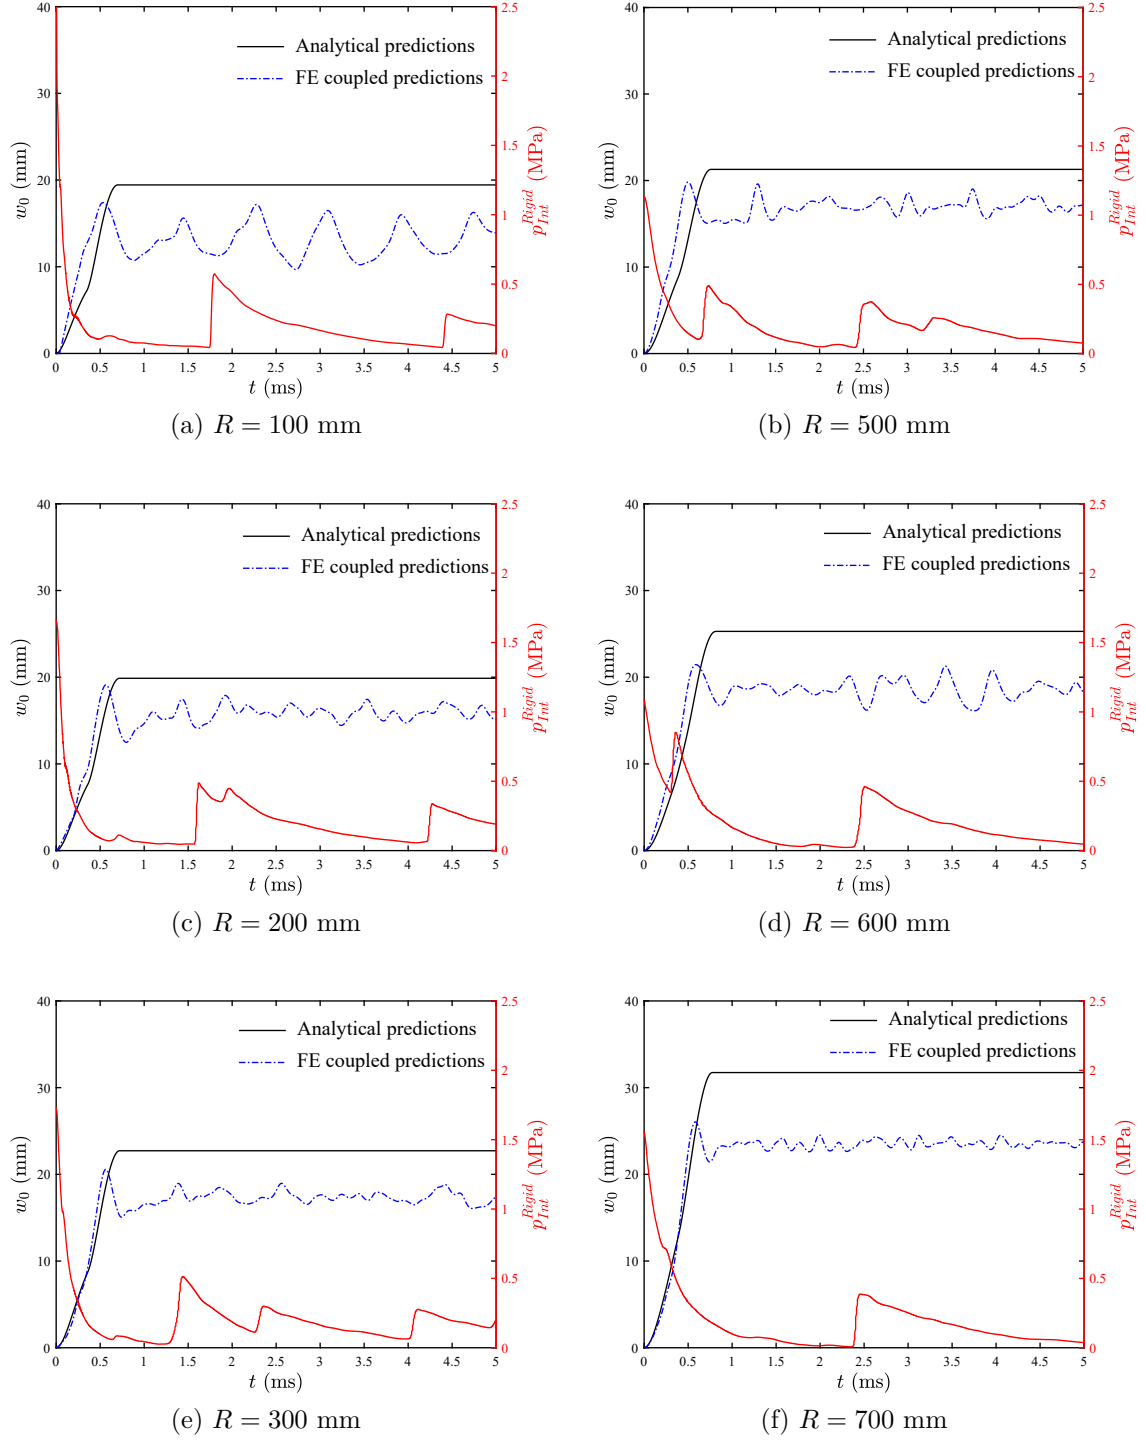 40
30
20
10
0
w₀ (mm)
Analytical predictions
FE coupled predictions
2.5
2
1.5
1
0.5
0
p_Int^Rigid (MPa)
0 0.5 1 1.5 2 2.5 3 3.5 4 4.5 5
t (ms)
(a) R = 100 mm
40
30
20
10
0
w₀ (mm)
Analytical predictions
FE coupled predictions
2.5
2
1.5
1
0.5
0
p_Int^Rigid (MPa)
0 0.5 1 1.5 2 2.5 3 3.5 4 4.5 5
t (ms)
(b) R = 500 mm
40
30
20
10
0
w₀ (mm)
Analytical predictions
FE coupled predictions
2.5
2
1.5
1
0.5
0
p_Int^Rigid (MPa)
0 0.5 1 1.5 2 2.5 3 3.5 4 4.5 5
t (ms)
(c) R = 200 mm
40
30
20
10
0
w₀ (mm)
Analytical predictions
FE coupled predictions
2.5
2
1.5
1
0.5
0
p_Int^Rigid (MPa)
0 0.5 1 1.5 2 2.5 3 3.5 4 4.5 5
t (ms)
(d) R = 600 mm
40
30
20
10
0
w₀ (mm)
Analytical predictions
FE coupled predictions
2.5
2
1.5
1
0.5
0
p_Int^Rigid (MPa)
0 0.5 1 1.5 2 2.5 3 3.5 4 4.5 5
t (ms)
(e) R = 300 mm
40
30
20
10
0
w₀ (mm)
Analytical predictions
FE coupled predictions
2.5
2
1.5
1
0.5
0
p_Int^Rigid (MPa)
0 0.5 1 1.5 2 2.5 3 3.5 4 4.5 5
t (ms)
(f) R = 700 mm